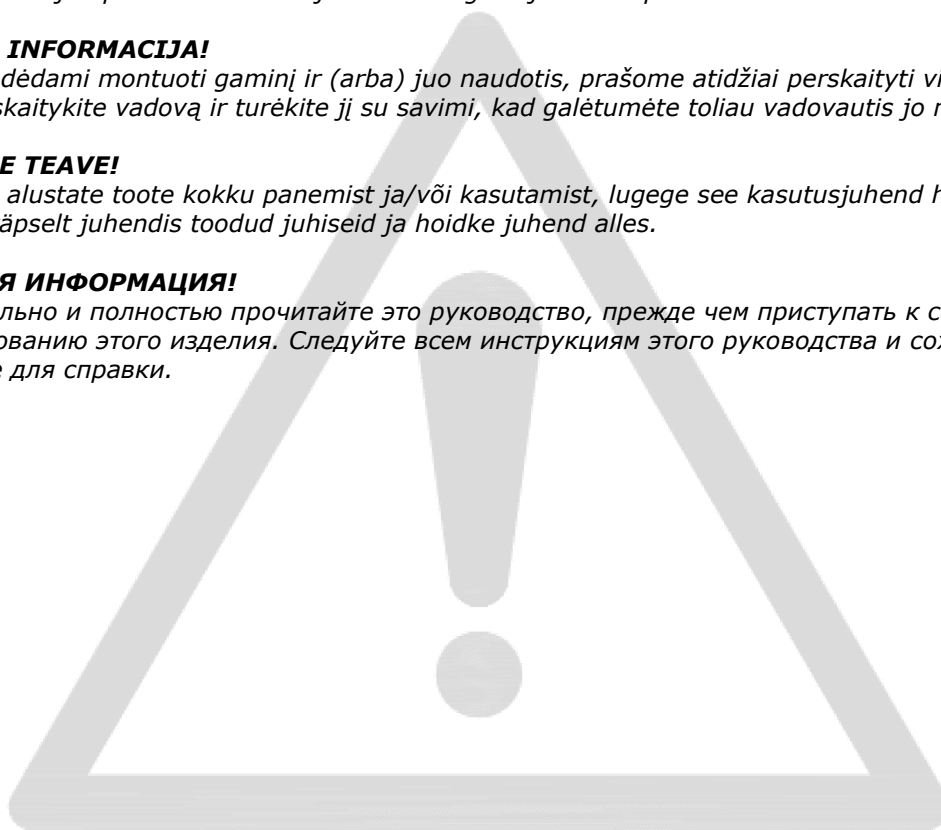 INFORMACIJA!
dėdami montuoti gaminį ir (arba) juo naudotis, prašome atidžiai perskaityti vi
skaitykite vadovą ir turėkite jį su savimi, kad galėtumėte toliau vadovautis jo
E TEAVE!
alustate toote kokku panemist ja/või kasutamist, lugege see kasutusjuhend h
äpselt juhendis toodud juhiseid ja hoidke juhend alles.
Я ИНФОРМАЦИЯ!
льно и полностью прочитайте это руководство, прежде чем приступать к с
ованию этого изделия. Следуйте всем инструкциям этого руководства и сох
е для справки.